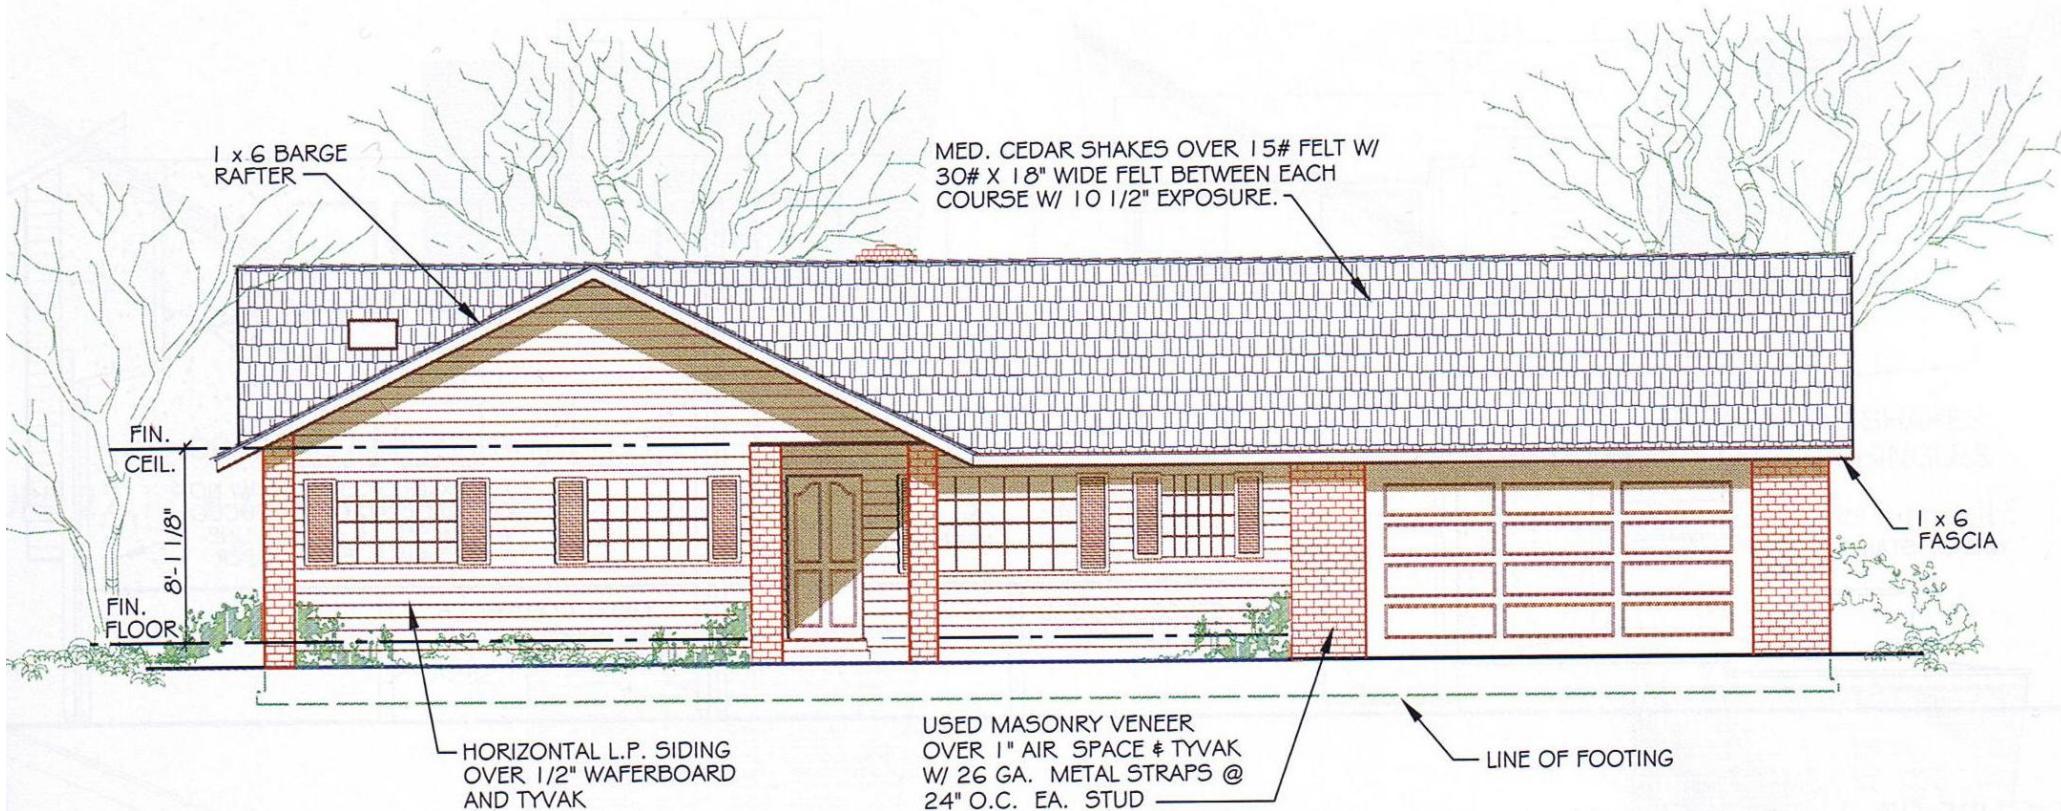 1 x 6 BARGE
RAFTER
MED. CEDAR SHAKES OVER 15# FELT W/
30# X 18" WIDE FELT BETWEEN EACH
COURSE W/ 10 1/2" EXPOSURE.
FIN.
CEIL.
8'- 1 1/8"
FIN.
FLOOR
1 x 6
FASCIA
HORIZONTAL L.P. SIDING
OVER 1/2" WAFERBOARD
AND TYVAK
USED MASONRY VENEER
OVER 1" AIR SPACE & TYVAK
W/ 26 GA. METAL STRAPS @
24" O.C. EA. STUD
LINE OF FOOTING